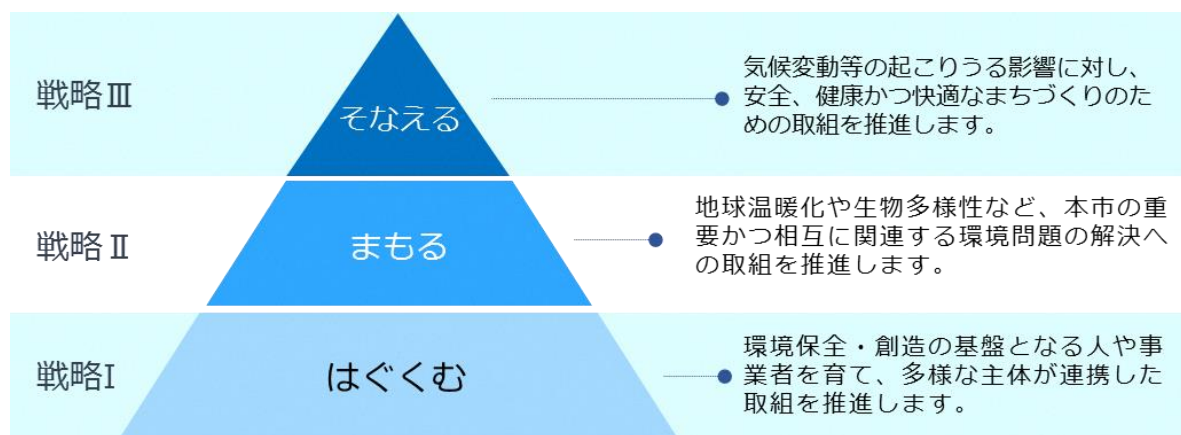 戦略Ⅲ
そなえる
気候変動等の起こりうる影響に対し、
安全、健康かつ快適なまちづくりのた
めの取組を推進します。
戦略Ⅱ
まもる
地球温暖化や生物多様性など、本市の重
要かつ相互に関連する環境問題の解決へ
の取組を推進します。
戦略Ⅰ
はぐくむ
環境保全・創造の基盤となる人や事
業者を育て、多様な主体が連携した
取組を推進します。